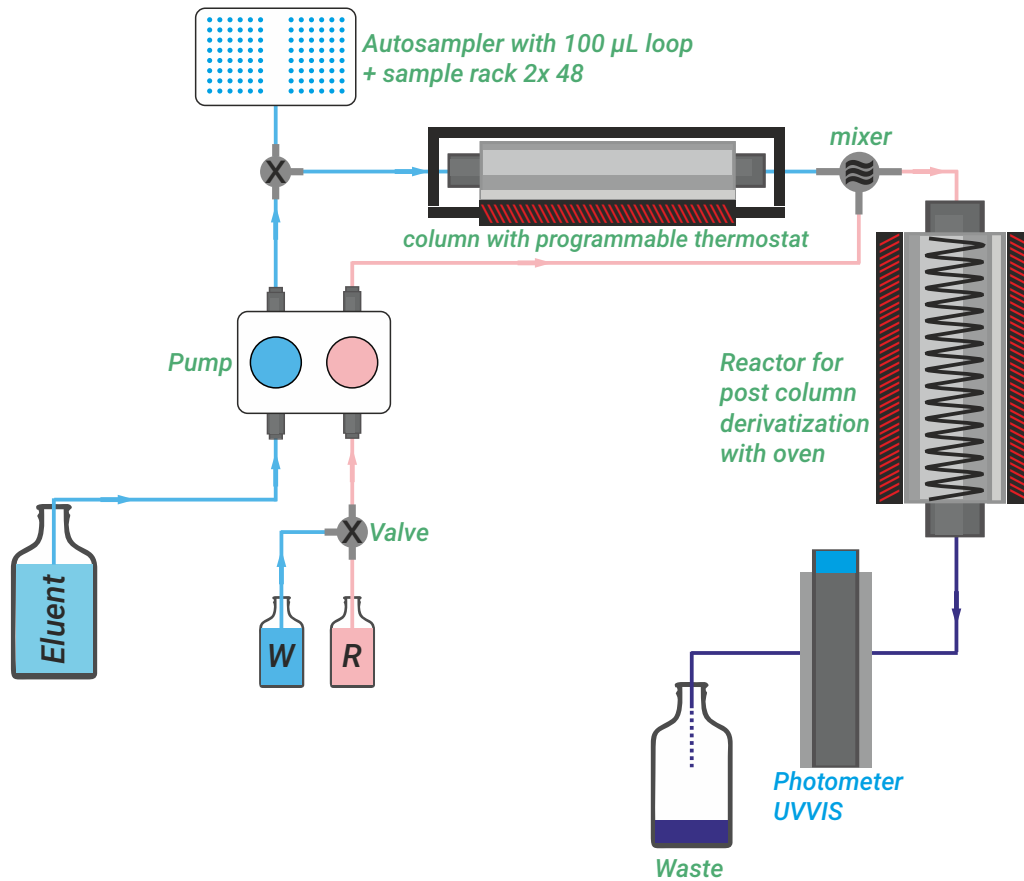 Autosampler with 100 µL loop
+ sample rack 2x 48
X
mixer
column with programmable thermostat
Pump
Reactor for
post column
derivatization
with oven
X
Valve
Eluent
W
R
Photometer
UVVIS
Waste